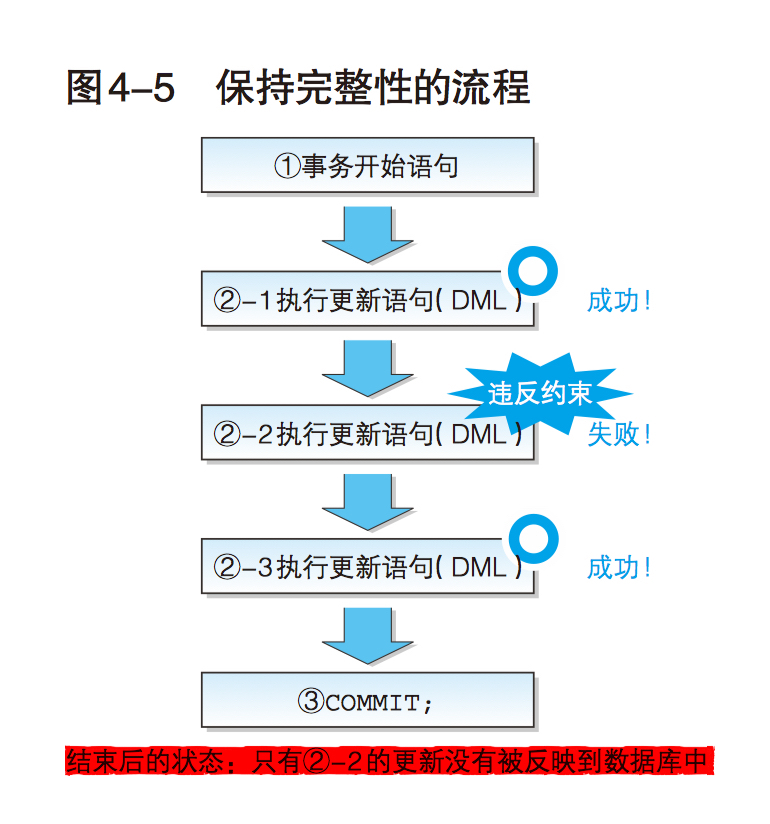 图4-5 保持完整性的流程
①事务开始语句
②-1执行更新语句(DML)
成功!
违反约束
②-2执行更新语句(DML)
失败!
②-3执行更新语句(DML)
成功!
③COMMIT;
结束后的状态:只有②-2的更新没有被反映到数据库中